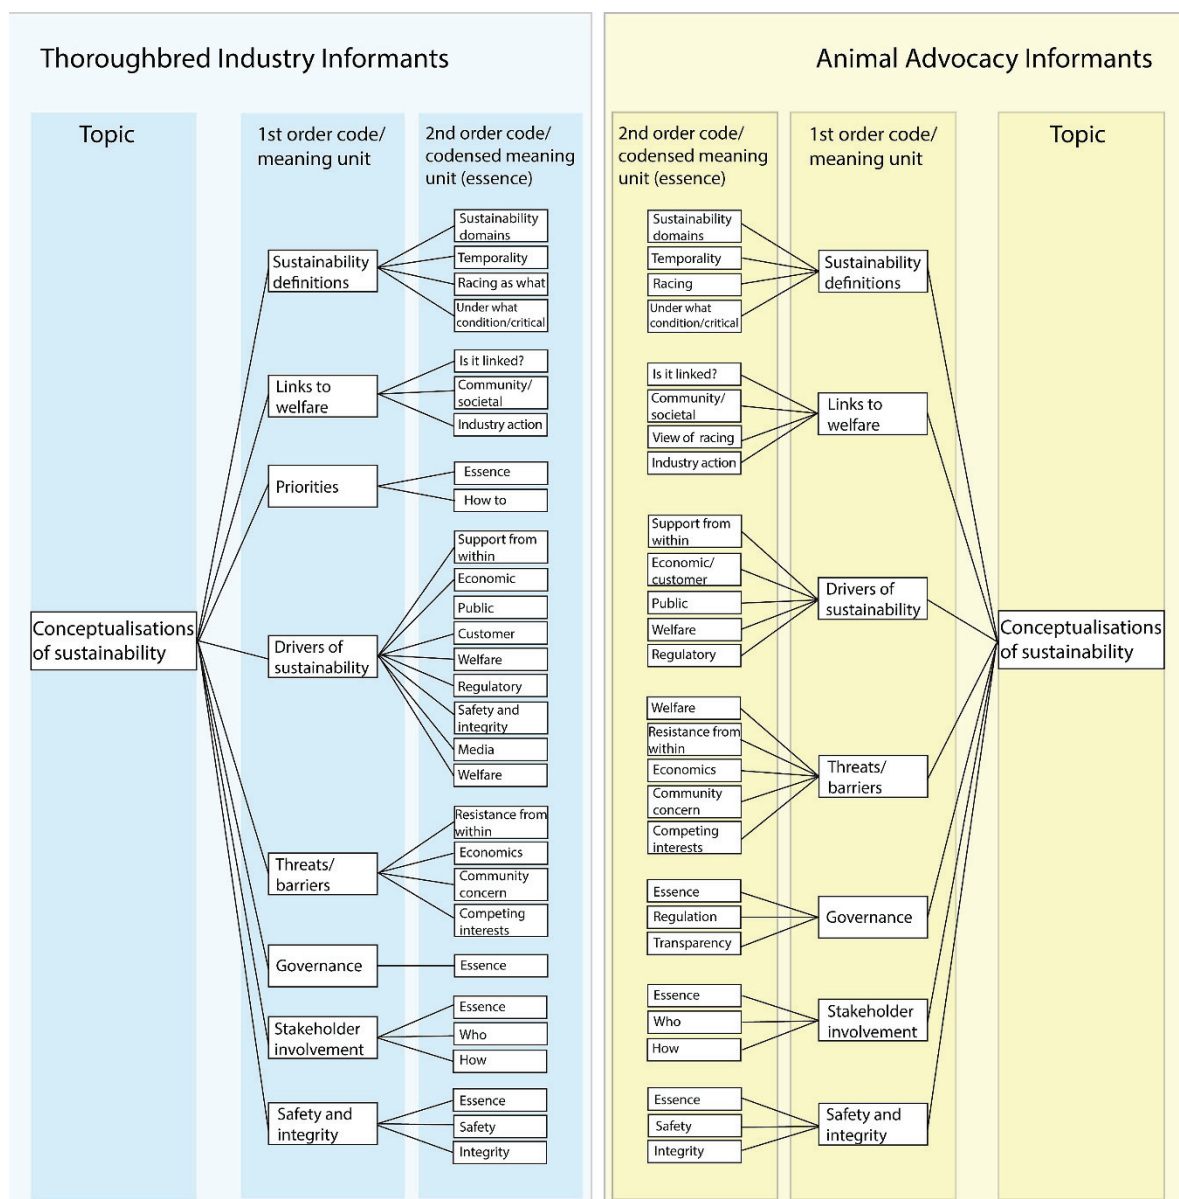 Thoroughbred Industry Informants
Topic
1st order code/
meaning unit
2nd order code/
codensed meaning
unit (essence)
Conceptualisations
of sustainability
Sustainability
definitions
Sustainability
domains
Temporality
Racing as what
Under what
condition/critical
Links to
welfare
Is it linked?
Community/
societal
Industry action
Priorities
Essence
How to
Drivers of
sustainability
Support from
within
Economic
Public
Customer
Welfare
Regulatory
Safety and
integrity
Media
Welfare
Threats/
barriers
Resistance from
within
Economics
Community
concern
Competing
interests
Governance
Essence
Stakeholder
involvement
Essence
Who
How
Safety and
integrity
Essence
Safety
Integrity
Animal Advocacy Informants
2nd order code/
codensed meaning
unit (essence)
1st order code/
meaning unit
Topic
Sustainability
domains
Temporality
Racing
Under what
condition/critical
Sustainability
definitions
Is it linked?
Community/
societal
View of racing
Industry action
Links to
welfare
Support from
within
Economic/
customer
Public
Welfare
Regulatory
Drivers of
sustainability
Conceptualisations
of sustainability
Welfare
Resistance from
within
Economics
Community
concern
Competing
interests
Threats/
barriers
Essence
Regulation
Transparency
Governance
Essence
Who
How
Stakeholder
involvement
Essence
Safety
Integrity
Safety and
integrity